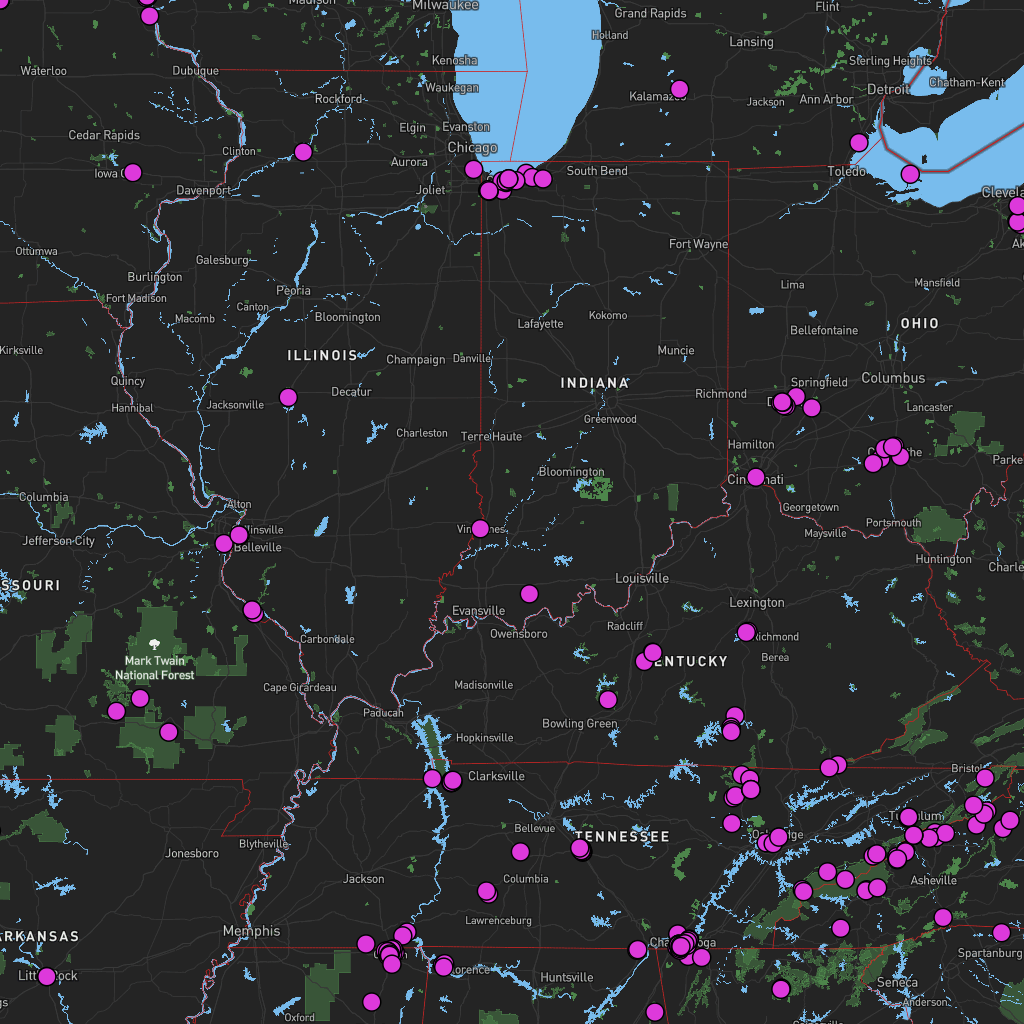 Madison
Milwaukee
Grand Rapids
Flint
Holland
Lansing
Waterloo
Dubuque
Kenosha
Sterling Heights
Waukegan
Chatham-Kent
Rockford
Detroit
Jackson
Ann Arbor
Cedar Rapids
Elgin
Evanston
Chicago
Clinton
Aurora
South Bend
Toledo
Davenport
Joliet
Fort Wayne
Ottumwa
Galesburg
Burlington
Lima
Mansfield
Peoria
Fort Madison
Canton
Macomb
Bloomington
Kokomo
Lafayette
OHIO
Bellefontaine
Kirksville
ILLINOIS
Champaign
Danville
Muncie
Quincy
INDIANA
Springfield
Columbus
Decatur
Richmond
Hannibal
Jacksonville
Lancaster
Greenwood
Charleston
Terre Haute
Hamilton
Bloomington
Columbia
Alton
Georgetown
Portsmouth
Maysville
Jefferson City
Belleville
Huntington
Louisville
Lexington
Evansville
Radcliff
Owensboro
Richmond
Carbondale
Berea
Mark Twain
National Forest
Madisonville
Cape Girardeau
Paducah
Bowling Green
Hopkinsville
Clarksville
Bellevue
TENNESSEE
Blytheville
Jonesboro
Jackson
Columbia
Asheville
Lawrenceburg
Memphis
Spartanburg
Huntsville
Seneca
Anderson
Oxford